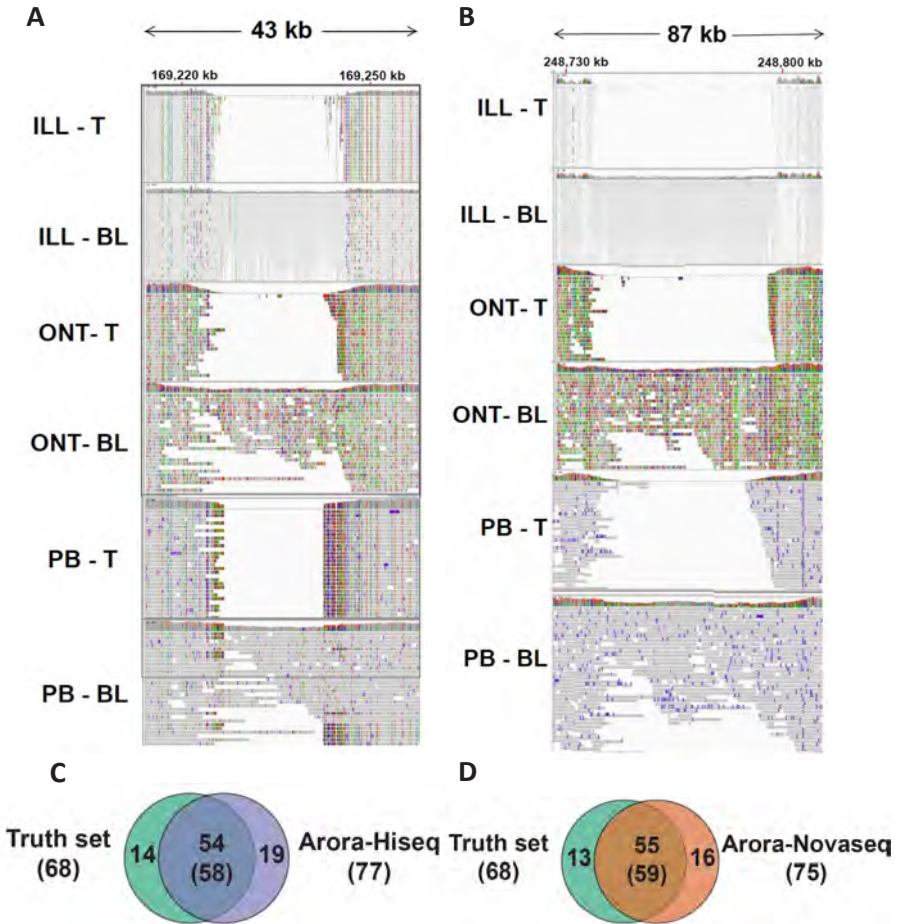 A
43 kb
169,220 kb 169,250 kb
ILL - T
ILL - BL
ONT- T
ONT- BL
PB - T
PB - BL
B
87 kb
248,730 kb 248,800 kb
ILL - T
ILL - BL
ONT- T
ONT- BL
PB - T
PB - BL
C
Truth set
(68)
14
54
(58)
19
Arora-Hiseq
(77)
D
Truth set
(68)
13
55
(59)
16
Arora-Novaseq
(75)